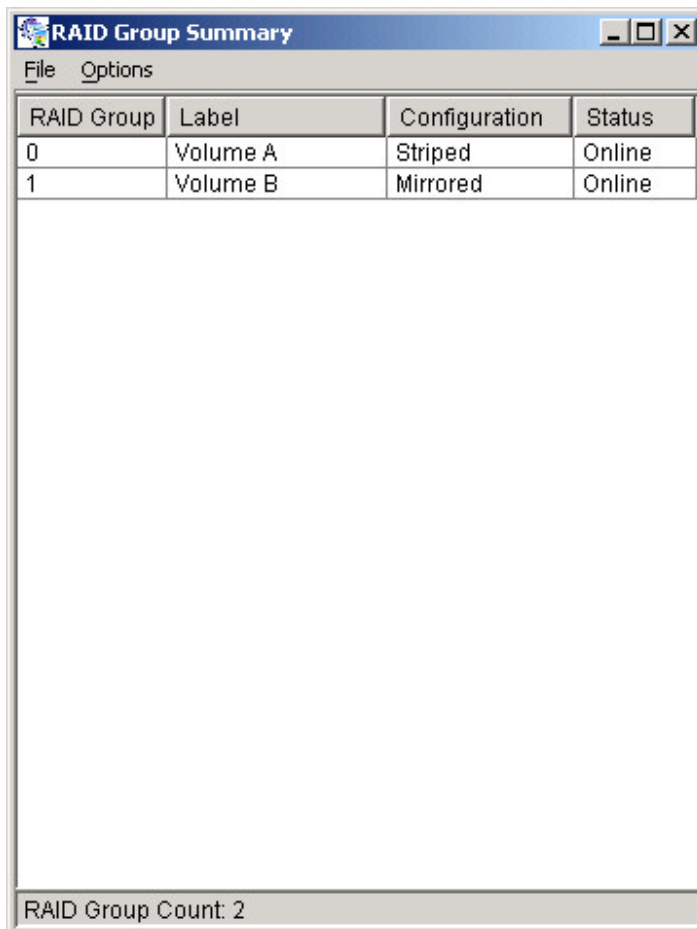 RAID Group Summary
File Options
RAID Group Label Configuration Status
0 Volume A Striped Online
1 Volume B Mirrored Online
RAID Group Count: 2